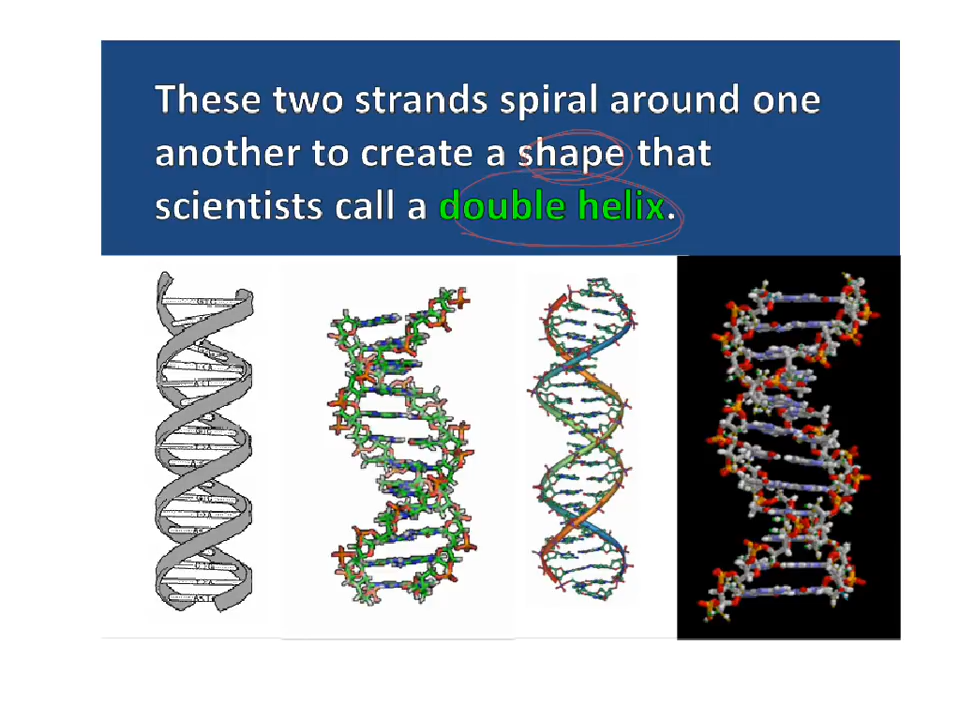 These two strands spiral around one
another to create a shape that
scientists call a double helix.